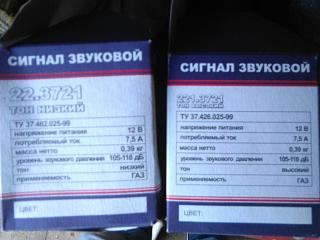 СИГНАЛ ЗВУКОВОЙ
22.3721
ТОН НИЗКИЙ
ТУ 37.462.025-99
напряжение питания 12 В
потребляемый ток 7,5 А
масса нетто 0,39 кг
уровень звукового давления 105-118 дБ
тон низкий
применяемость ГАЗ
ЦВЕТ:
СИГНАЛ ЗВУКОВОЙ
221.3721
ТОН ВЫСОКИЙ
ТУ 37.426.025-99
напряжение питания 12 В
потребляемый ток 7,5 А
масса нетто 0,39 кг
уровень звукового давления 105-118 дБ
тон высокий
применяемость ГАЗ
ЦВЕТ: